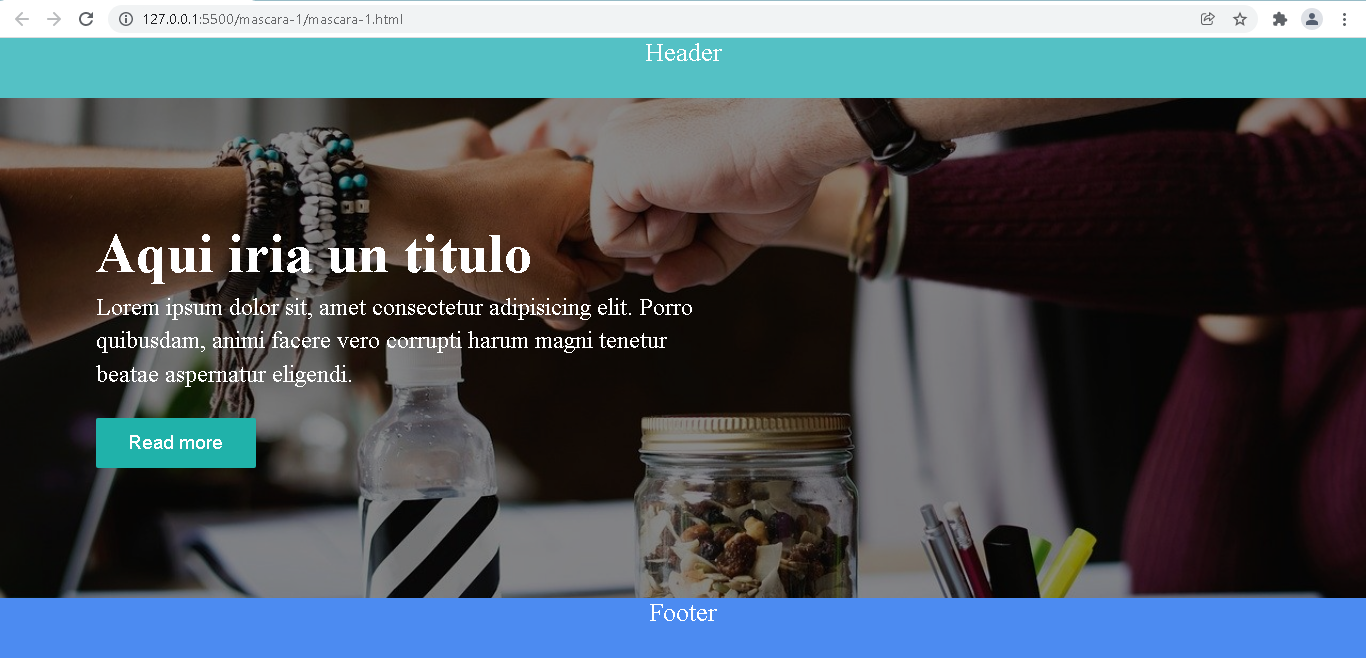 127.0.0.1:5500/mascara-1/mascara-1.html
Header
Aqui iria un titulo
Lorem ipsum dolor sit, amet consectetur adipisicing elit. Porro
quibusdam, animi facere vero corrupti harum magni tenetur
beatae aspernatur eligendi.
Read more
Footer